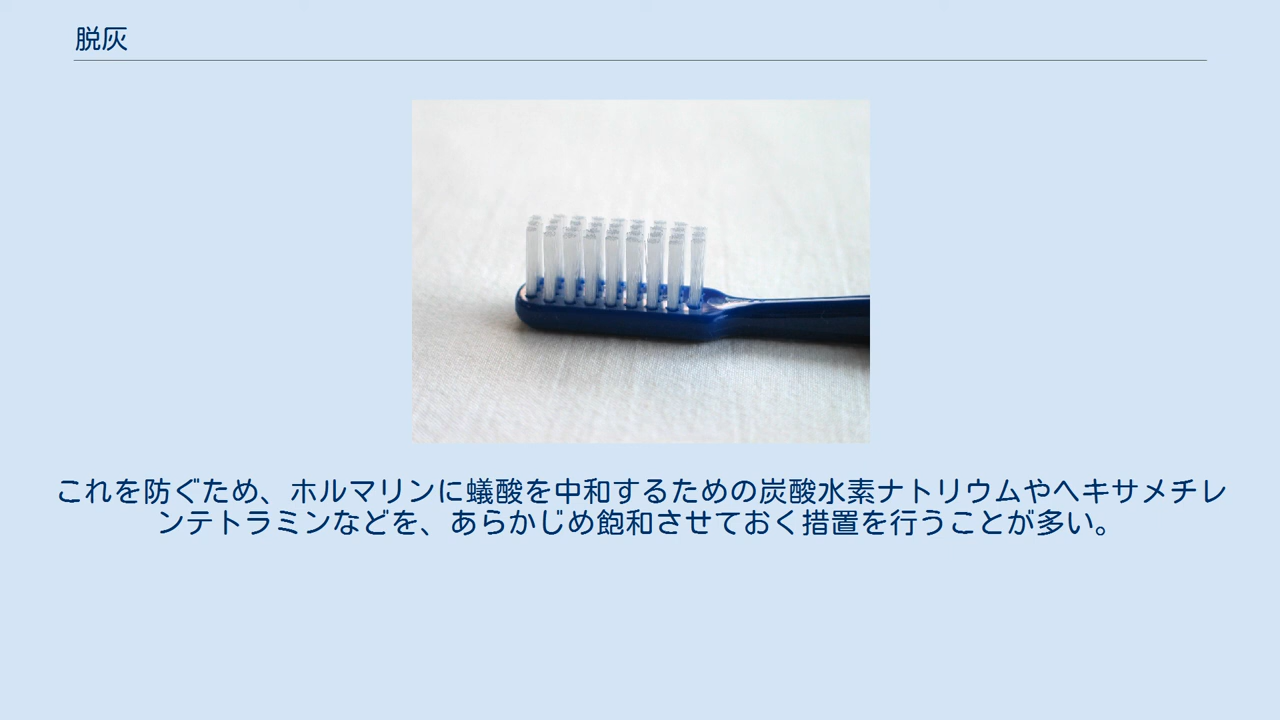 脱灰
これを防ぐため、ホルマリンに蟻酸を中和するための炭酸水素ナトリウムやヘキサメチレ
ンテトラミンなどを、あらかじめ飽和させておく措置を行うことが多い。